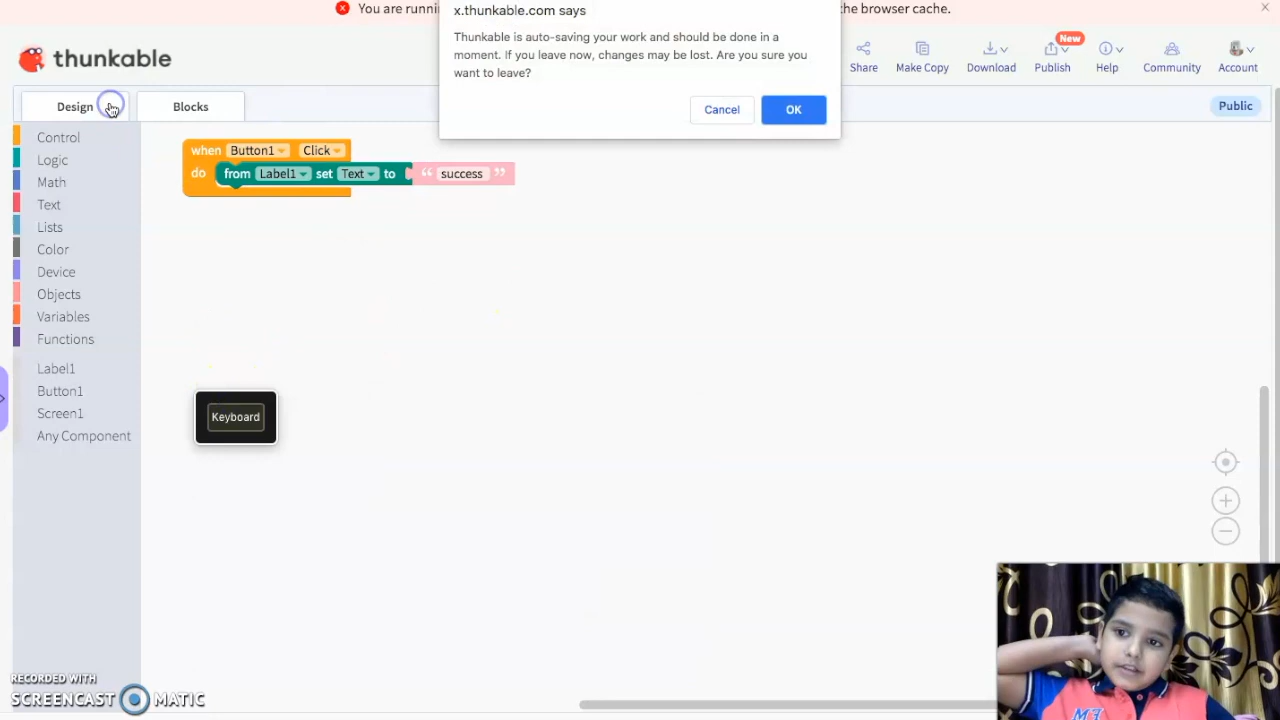 You are runni
x.thunkable.com says
the browser cache.
Thunkable is auto-saving your work and should be done in a
moment. If you leave now, changes may be lost. Are you sure you
want to leave?
Cancel
OK
thunkable
Share
Make Copy
Download
New
Publish
Help
Community
Account
Design
Blocks
Public
Control
Logic
Math
Text
Lists
Color
Device
Objects
Variables
Functions
Label1
Button1
Screen1
Any Component
when Button1 Click
do from Label1 set Text to “ success ”
Keyboard
RECORDED WITH
SCREENCAST MATIC